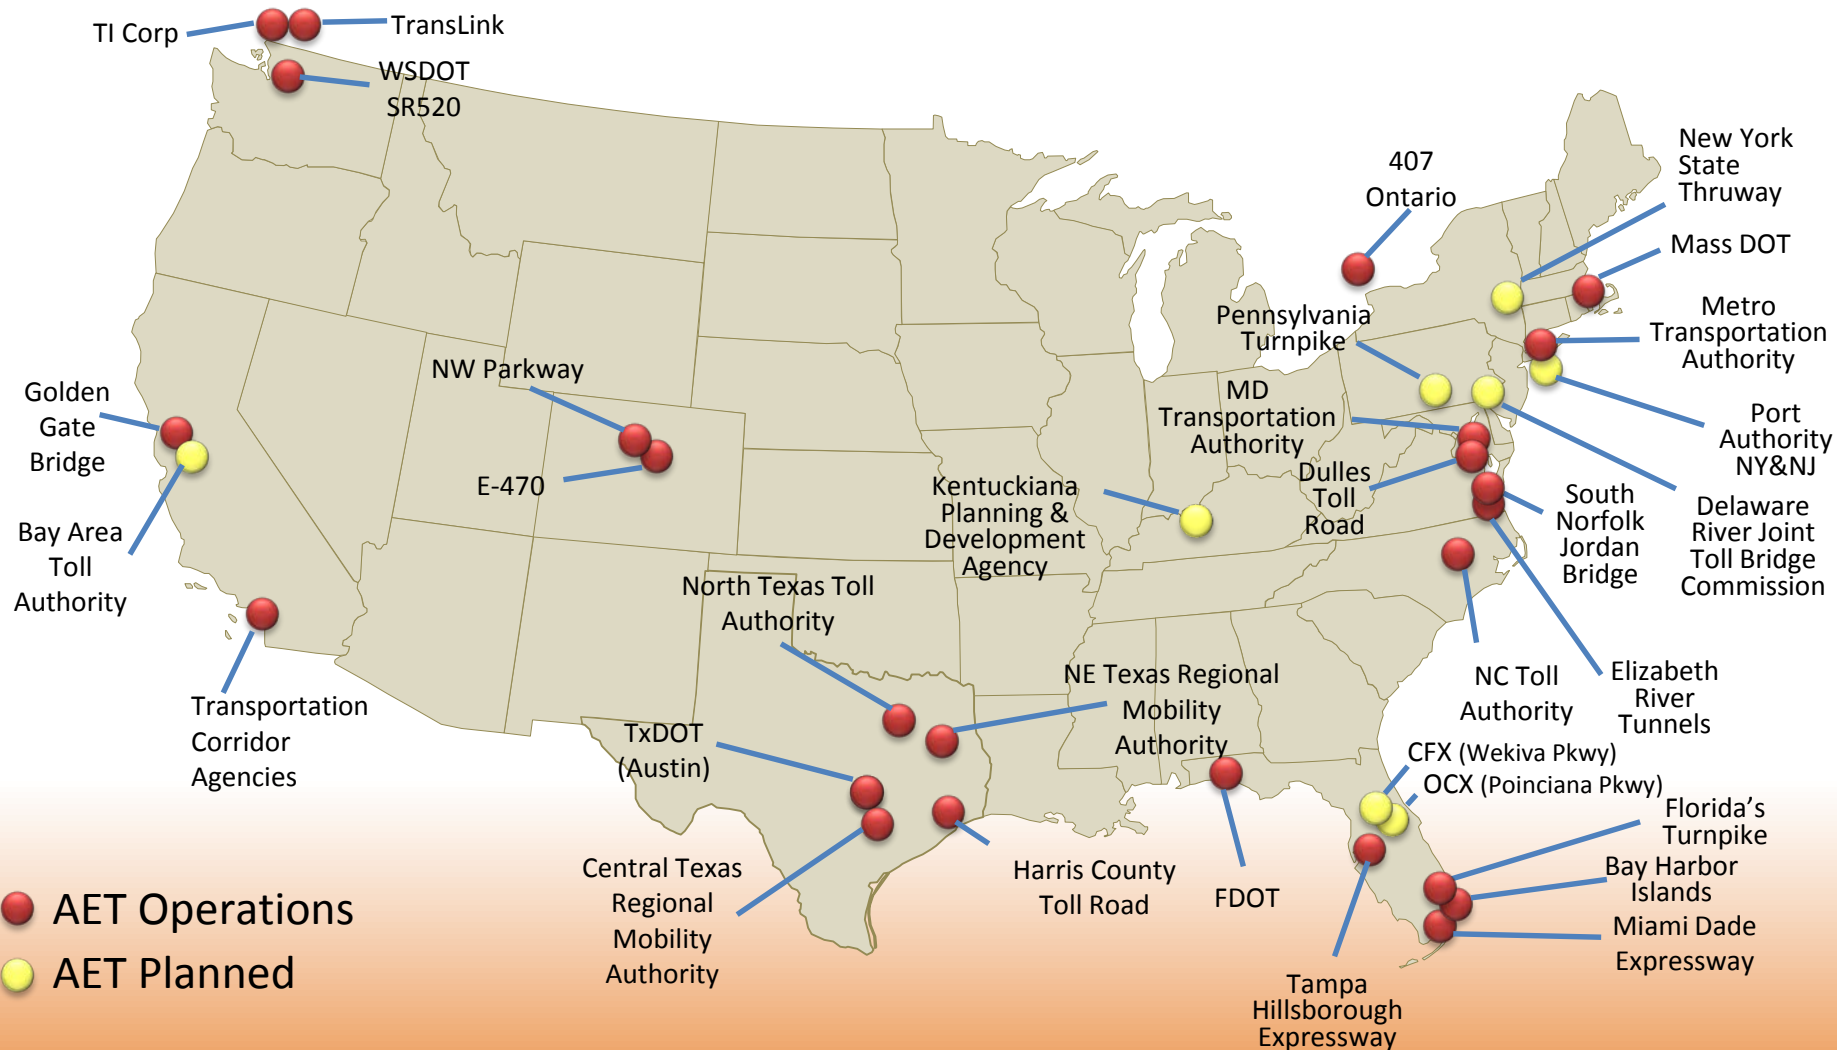 TI Corp
TransLink
WSDOT
SR520
407
Ontario
New York
State
Thruway
Mass DOT
Metro
Transportation
Authority
Pennsylvania
Turnpike
NW Parkway
Golden
Gate
Bridge
MD
Transportation
Authority
Port
Authority
NY&NJ
E-470
Dulles
Toll
Road
Kentuckiana
Planning &
Development
Agency
South
Norfolk
Jordan
Bridge
Delaware
River Joint
Toll Bridge
Commission
Bay Area
Toll
Authority
North Texas Toll
Authority
NE Texas Regional
Mobility
Authority
NC Toll
Authority
Elizabeth
River
Tunnels
Transportation
Corridor
Agencies
TxDOT
(Austin)
CFX (Wekiva Pkwy)
OCX (Poinciana Pkwy)
Florida’s
Turnpike
Bay Harbor
Islands
Miami Dade
Expressway
Central Texas
Regional
Mobility
Authority
Harris County
Toll Road
FDOT
Tampa
Hillsborough
Expressway
AET Operations
AET Planned